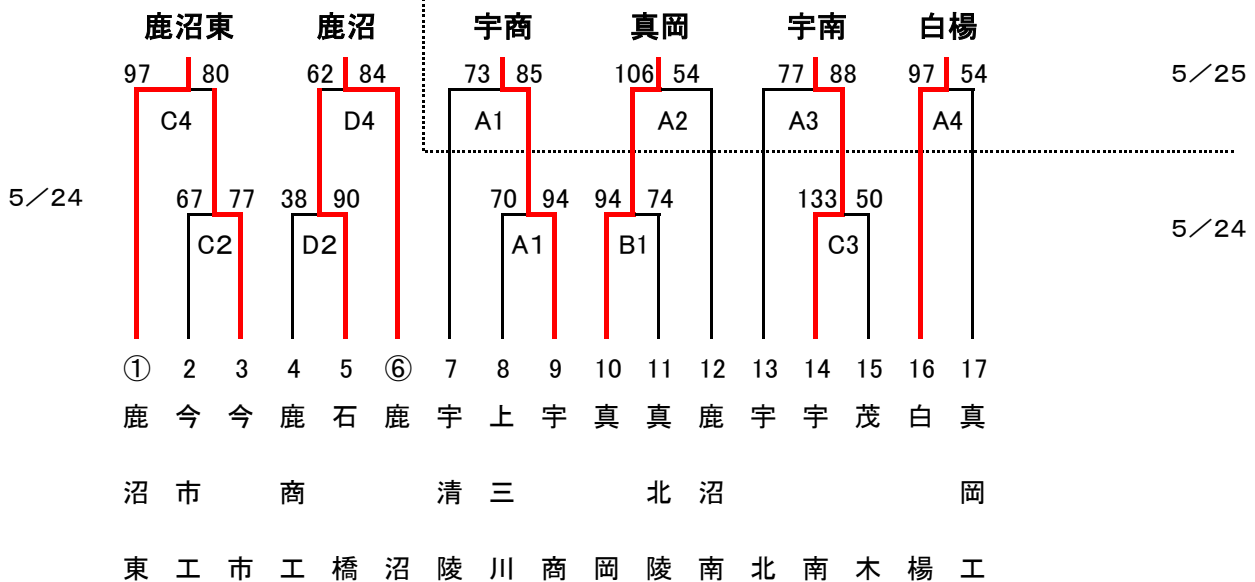 鹿沼東 鹿沼 宇商 真岡 宇南 白楊
97 80 62 84 73 85 106 54 77 88 97 54 5／25
C4 D4 A1 A2 A3 A4
5／24 67 77 38 90 70 94 94 74 133 50
C2 D2 A1 B1 C3 5／24
① 2 3 4 5 ⑥ 7 8 9 10 11 12 13 14 15 16 17
鹿沼東
今市工
今市
鹿商工
石橋
鹿沼
宇清陵
上三川
宇商
真岡
真北陵
鹿沼南
宇北
宇南
茂木
白楊
真岡工